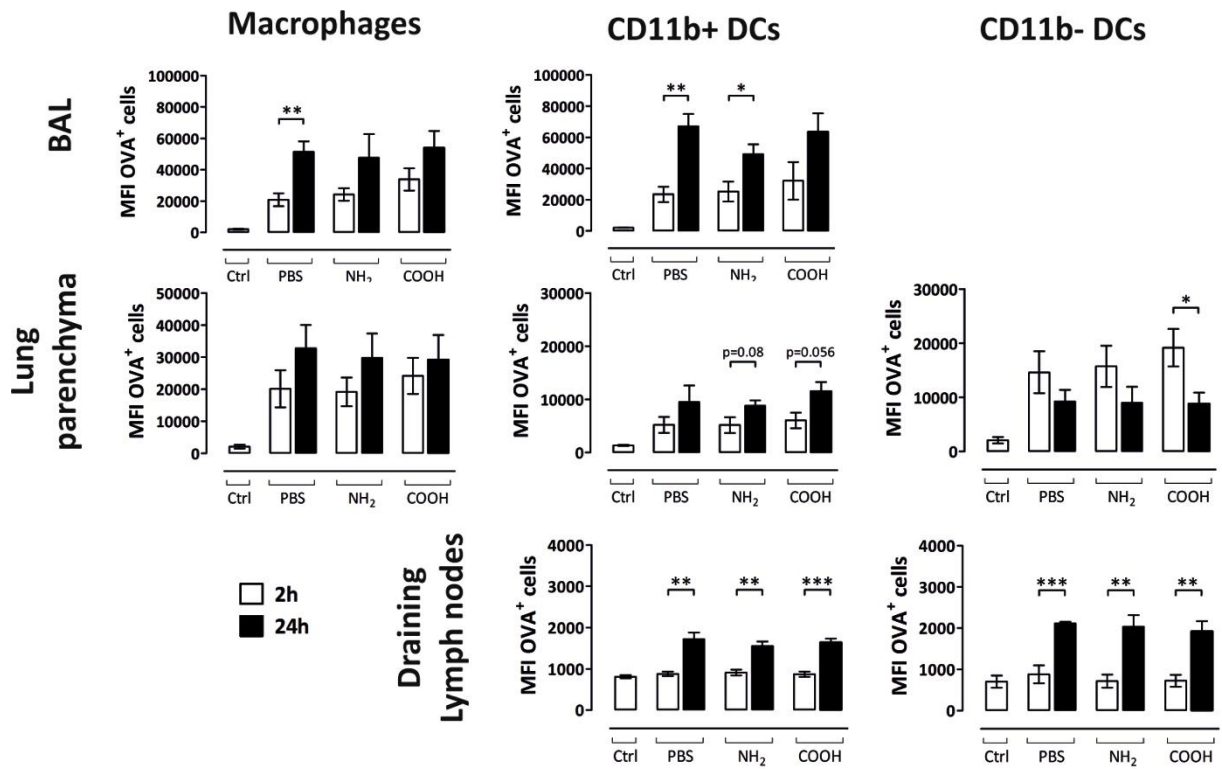 Macrophages
CD11b+ DCs
CD11b- DCs
BAL
MFI OVA⁺ cells
100000
80000
60000
40000
20000
0
**
Ctrl PBS NH₂ COOH
MFI OVA⁺ cells
100000
80000
60000
40000
20000
0
** *
Ctrl PBS NH₂ COOH
Lung
parenchyma
MFI OVA⁺ cells
50000
40000
30000
20000
10000
0
Ctrl PBS NH₂ COOH
MFI OVA⁺ cells
30000
20000
10000
0
p=0.08 p=0.056
Ctrl PBS NH₂ COOH
MFI OVA⁺ cells
30000
20000
10000
0
*
Ctrl PBS NH₂ COOH
2h
24h
Draining
Lymph nodes
MFI OVA⁺ cells
4000
3000
2000
1000
0
** ** ***
Ctrl PBS NH₂ COOH
MFI OVA⁺ cells
4000
3000
2000
1000
0
*** ** **
Ctrl PBS NH₂ COOH